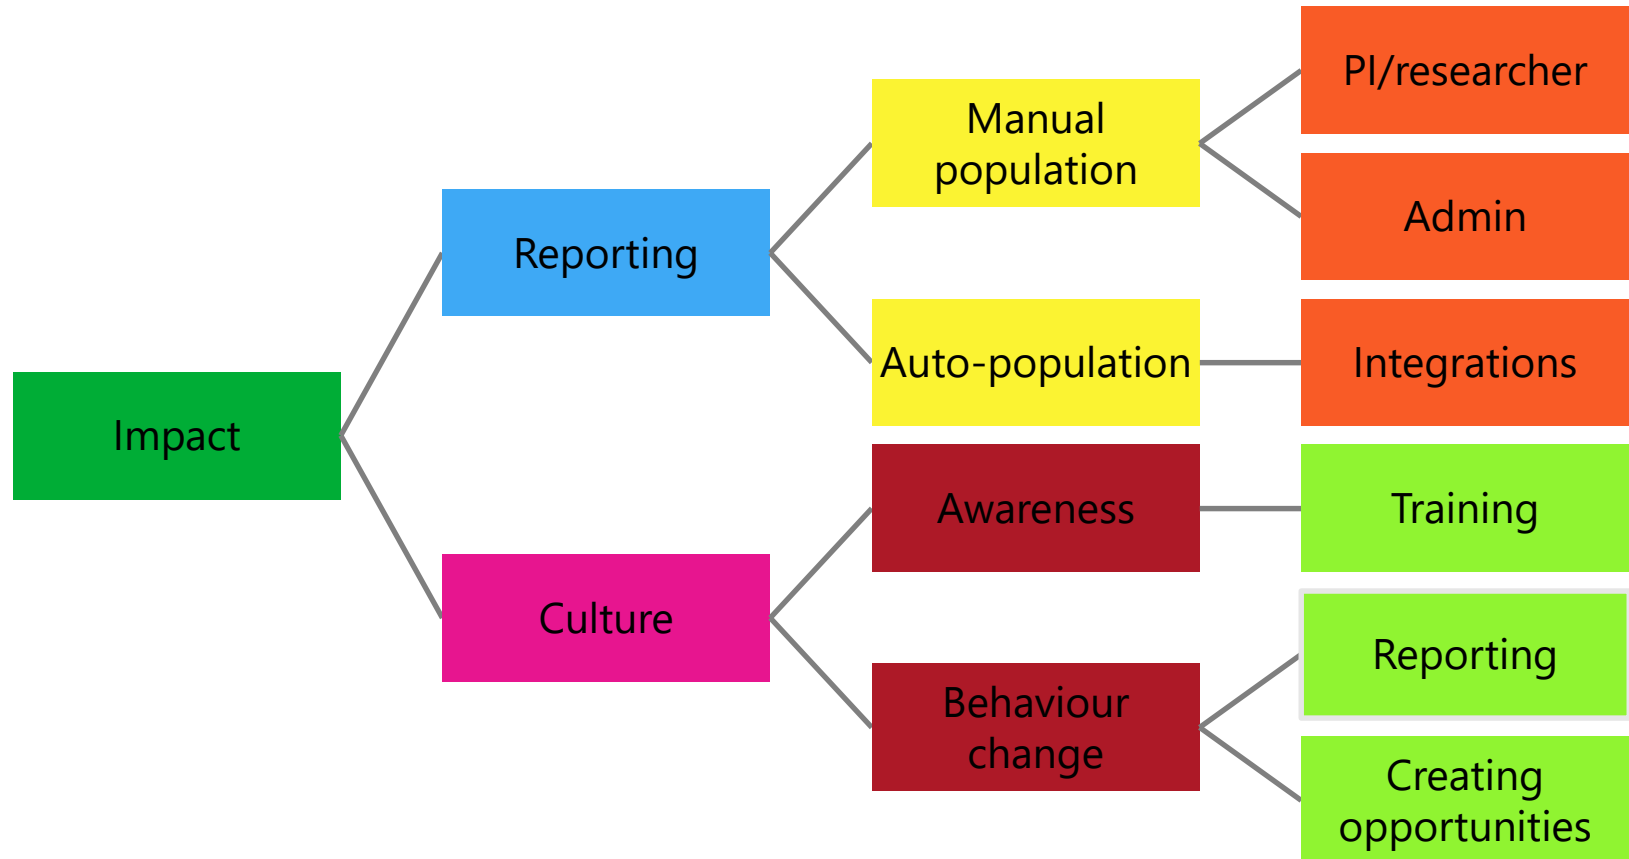 Impact
Reporting
Culture
Manual
population
Auto-population
Awareness
Behaviour
change
PI/researcher
Admin
Integrations
Training
Reporting
Creating
opportunities